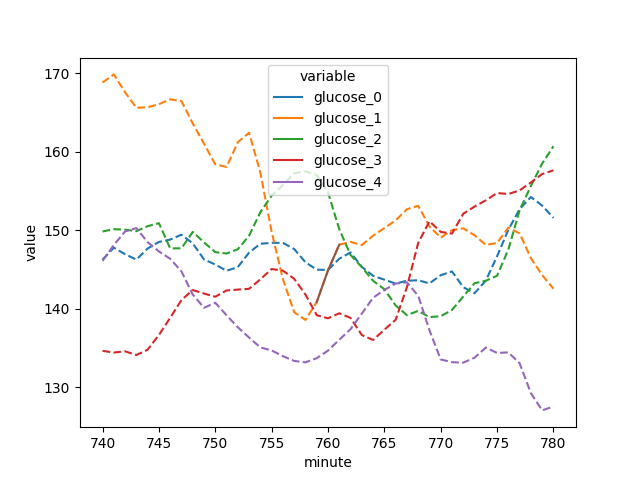 variable
glucose_0
glucose_1
glucose_2
glucose_3
glucose_4
170
160
150
140
130
value
740 745 750 755 760 765 770 775 780
minute